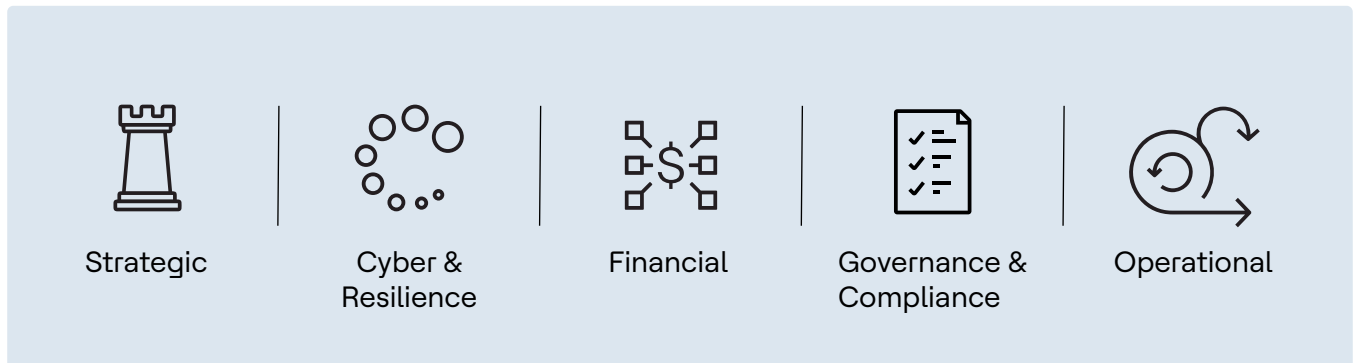 Strategic
Cyber &
Resilience
$
Financial
Governance &
Compliance
Operational